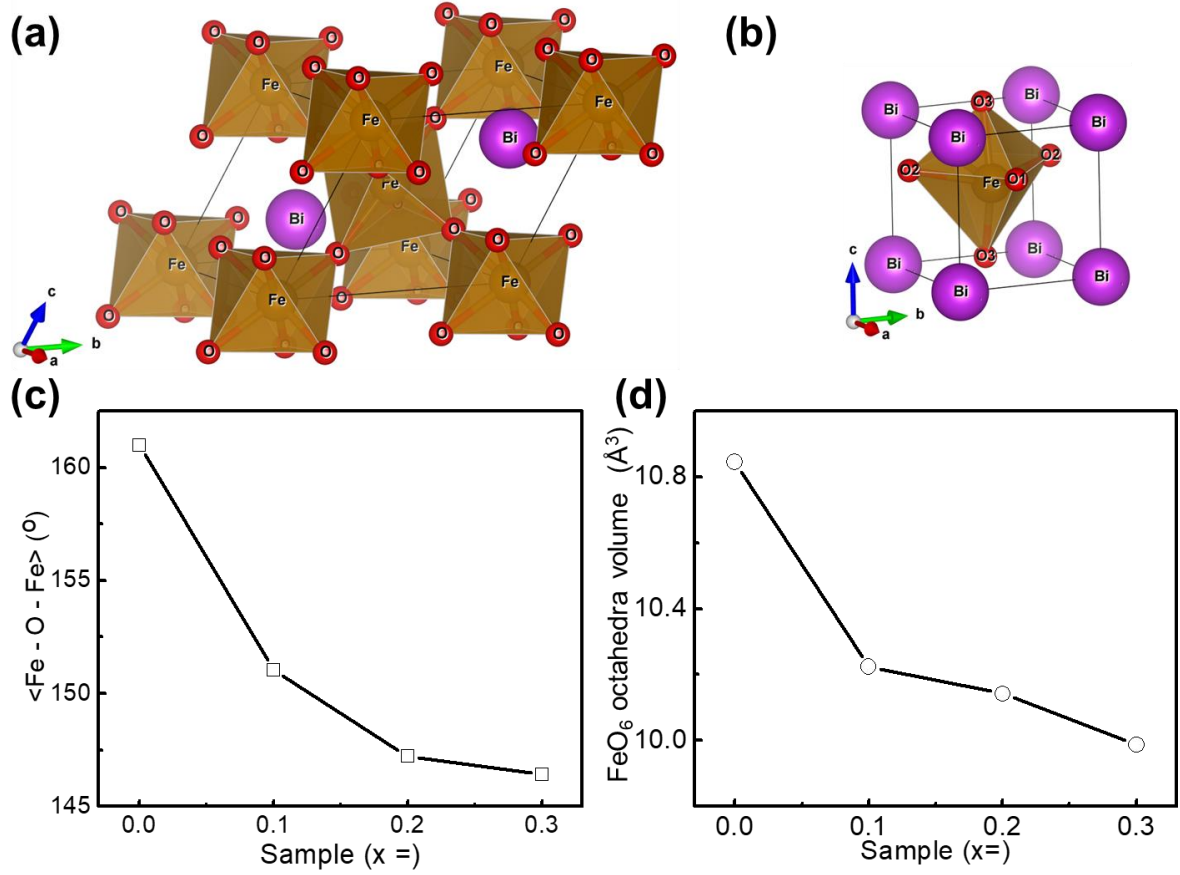 (a)
(b)
O O O O O O O O
O O O O O O O
Fe Fe Fe Fe
O O O Bi O O O
O O O O
Fe
Bi
O O O O O O O O O
Fe Fe Fe Fe
O O O O O O O
O O O O O
c
b
a
Bi O3 Bi
Bi Bi
O2 O2
Fe O1
Bi O3 Bi
Bi Bi
c
b
a
(c)
<Fe - O - Fe> (º)
160
155
150
145
0.0 0.1 0.2 0.3
Sample (x =)
(d)
FeO6 octahedra volume (Å3)
10.8
10.4
10.0
0.0 0.1 0.2 0.3
Sample (x=)